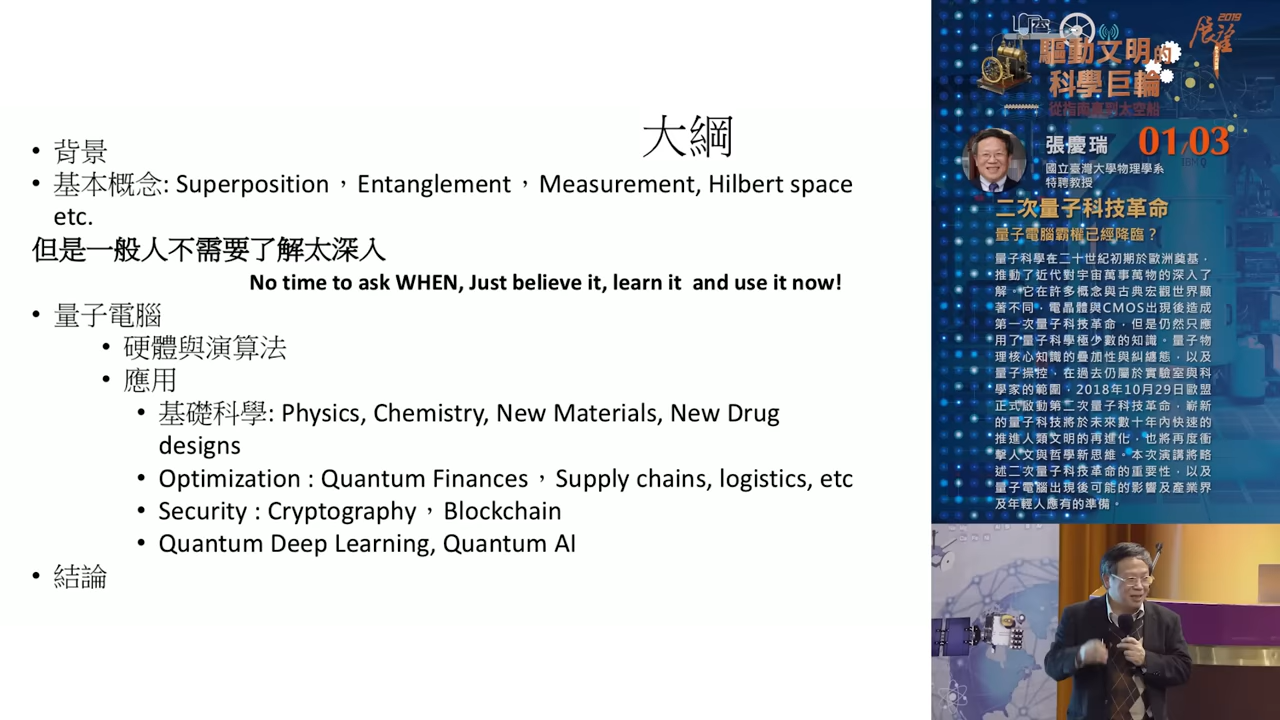 大綱
• 背景
• 基本概念: Superposition，Entanglement，Measurement, Hilbert space
etc.
但是一般人不需要了解太深入
No time to ask WHEN, Just believe it, learn it and use it now!
• 量子電腦
• 硬體與演算法
• 應用
• 基礎科學: Physics, Chemistry, New Materials, New Drug
designs
• Optimization : Quantum Finances，Supply chains, logistics, etc
• Security : Cryptography，Blockchain
• Quantum Deep Learning, Quantum AI
• 結論
2019
展望
驅動文明的
科學巨輪
從指南車到太空船
張慶瑞
01/03
國立臺灣大學物理學系
特聘教授
二次量子科技革命
量子電腦霸權已經降臨？
量子科學在二十世紀初期於歐洲奠基，
推動了近代對宇宙萬事萬物的深入了
解。它在許多概念與古典宏觀世界顯
著不同，電晶體與CMOS出現後造成
第一次量子科技革命，但是仍然只應
用了量子科學極少數的知識。量子物
理核心知識的疊加性與糾纏態，以及
量子操控，在過去仍屬於實驗室與科
學家的範圍，2018年10月29日歐盟
正式啟動第二次量子科技革命，嶄新
的量子科技將於未來數十年內快速的
推進人類文明的再進化，也將再度衝
擊人文與哲學新思維。本次演講將略
述二次量子科技革命的重要性，以及
量子電腦出現後可能的影響及產業界
及年輕人應有的準備。